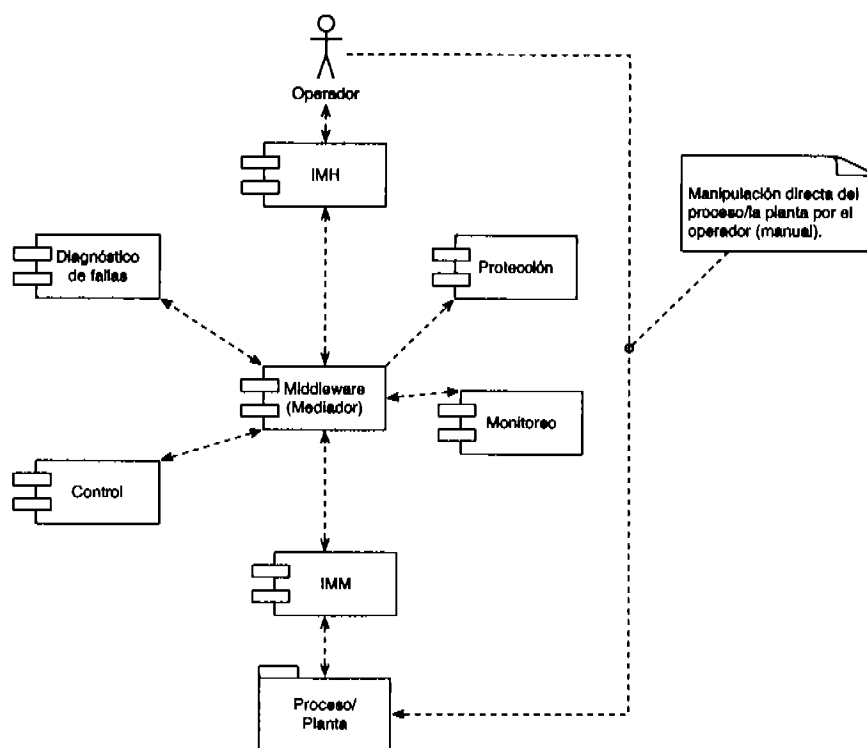 Operador
IMH
Manipulación directa del
proceso/la planta por el
operador (manual).
Diagnóstico
de fallas
Protección
Middleware
(Mediador)
Monitoreo
Control
IMM
Proceso/
Planta